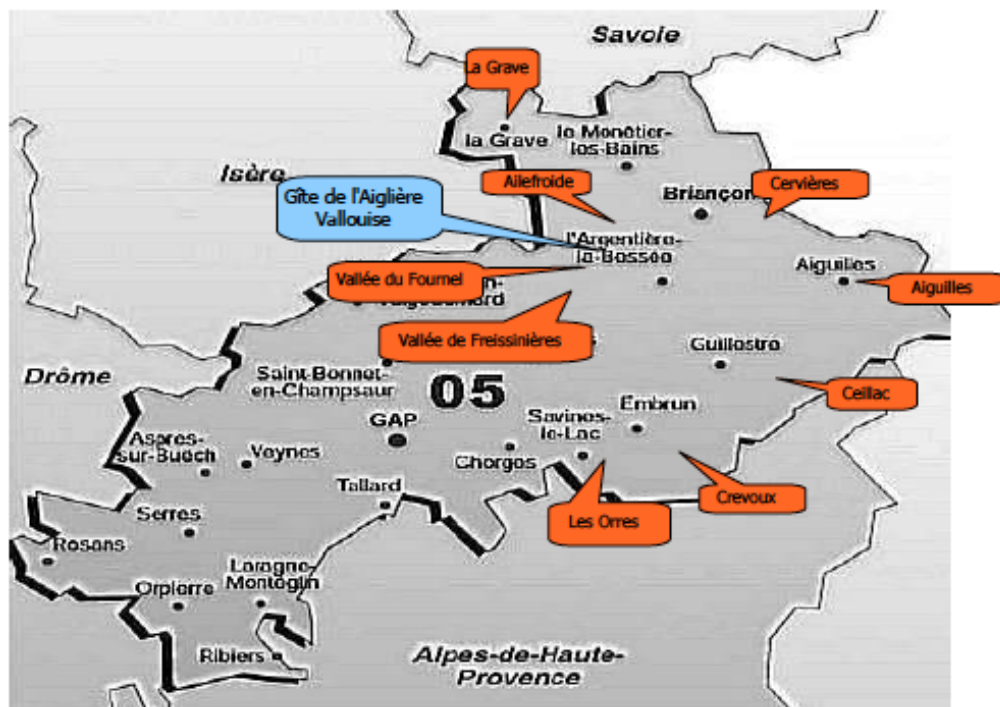 Savoie
La Grave
la Grave
le Monêtier-
les-Bains
Isère
Ailefroide
Cervières
Gîte de l'Aiglière
Vallouise
Briançon
l'Argentière-
la-Bessée
Vallée du Fournel
Aiguilles
Aiguilles
Vallée de Freissinières
Guillestre
Drôme
Saint-Bonnet-
en-Champsaur
05
Ceillac
GAP
Savines-
le-Lac
Embrun
Aspres-
sur-Buëch
Veynes
Chorges
Tallard
Crevoux
Les Orres
Serres
Rosans
Orpierre
Laragne-
Montéglin
Ribiers
Alpes-de-Haute-
Provence